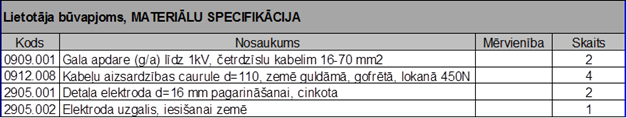 Lietotāja būvapjoms, MATERIĀLU SPECIFIKĀCIJA
Kods Nosaukums Mērvienība Skaits
0909.001 Gala apdare (g/a) līdz 1kV, četrdzīslu kabelim 16-70 mm2 2
0912.008 Kabeļu aizsardzības caurule d=110, zemē guldāmā, gofrētā, lokanā 450N 4
2905.001 Detaļa elektroda d=16 mm pagarināšanai, cinkota 2
2905.002 Elektroda uzgalis, iesišanai zemē 1